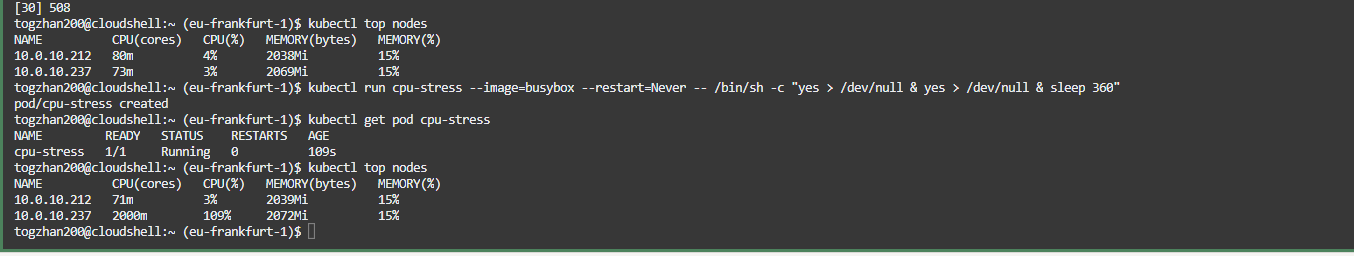 [30] 508
togzhan200@cloudshell:~ (eu-frankfurt-1)$ kubectl top nodes
NAME CPU(cores) CPU(%) MEMORY(bytes) MEMORY(%)
10.0.10.212 80m 4% 2038Mi 15%
10.0.10.237 73m 3% 2069Mi 15%
togzhan200@cloudshell:~ (eu-frankfurt-1)$ kubectl run cpu-stress --image=busybox --restart=Never -- /bin/sh -c "yes > /dev/null & yes > /dev/null & sleep 360"
pod/cpu-stress created
togzhan200@cloudshell:~ (eu-frankfurt-1)$ kubectl get pod cpu-stress
NAME READY STATUS RESTARTS AGE
cpu-stress 1/1 Running 0 109s
togzhan200@cloudshell:~ (eu-frankfurt-1)$ kubectl top nodes
NAME CPU(cores) CPU(%) MEMORY(bytes) MEMORY(%)
10.0.10.212 71m 3% 2039Mi 15%
10.0.10.237 2000m 109% 2072Mi 15%
togzhan200@cloudshell:~ (eu-frankfurt-1)$